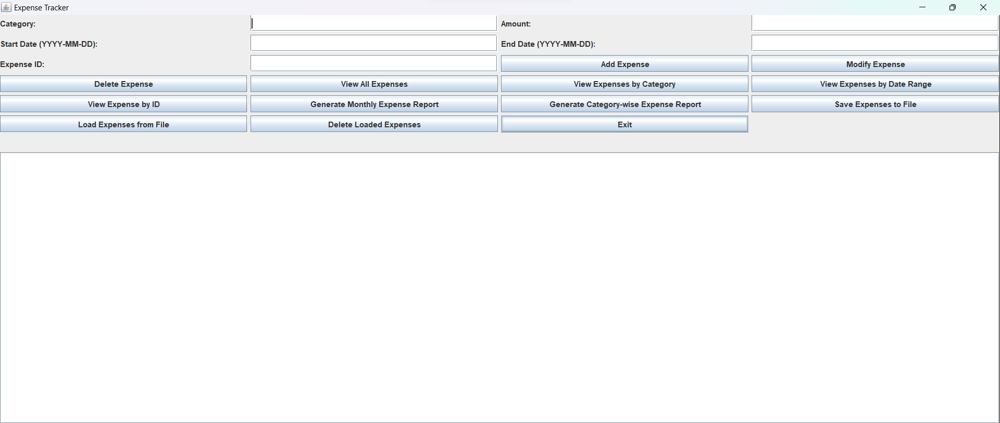 Expense Tracker
Category:
Amount:
Start Date (YYYY-MM-DD):
End Date (YYYY-MM-DD):
Expense ID:
Add Expense
Modify Expense
Delete Expense
View All Expenses
View Expenses by Category
View Expenses by Date Range
View Expense by ID
Generate Monthly Expense Report
Generate Category-wise Expense Report
Save Expenses to File
Load Expenses from File
Delete Loaded Expenses
Exit